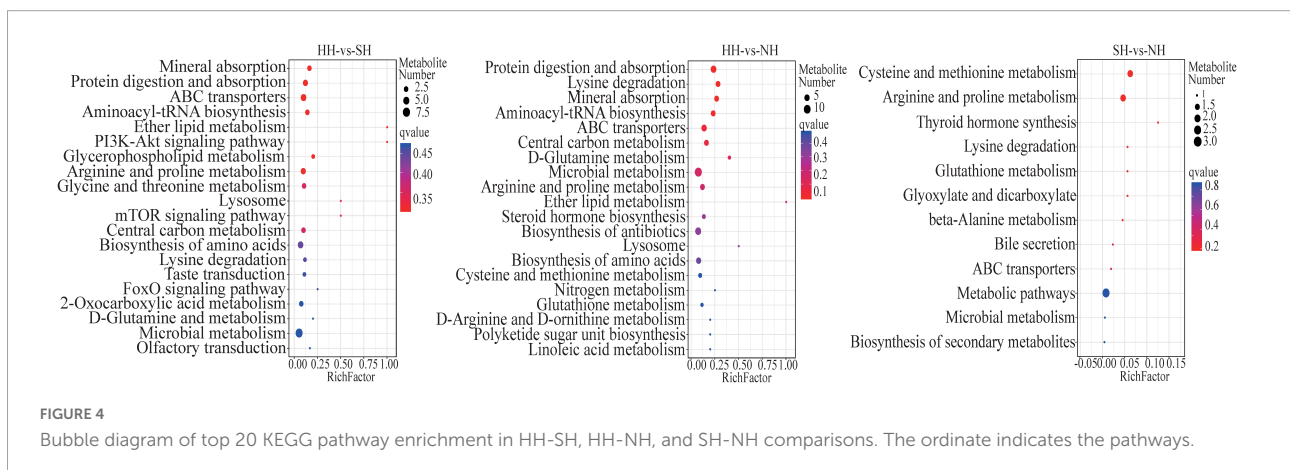 HH-vs-SH
Mineral absorption
Protein digestion and absorption
ABC transporters
Aminoacyl-tRNA biosynthesis
Ether lipid metabolism
PI3K-Akt signaling pathway
Glycerophospholipid metabolism
Arginine and proline metabolism
Glycine and threonine metabolism
Lysosome
mTOR signaling pathway
Central carbon metabolism
Biosynthesis of amino acids
Lysine degradation
Taste transduction
FoxO signaling pathway
2-Oxocarboxylic acid metabolism
D-Glutamine and metabolism
Microbial metabolism
Olfactory transduction
0.00 0.25 0.50 0.75 1.00
RichFactor
Metabolite
Number
2.5
5.0
7.5
qvalue
0.45
0.40
0.35
HH-vs-NH
Protein digestion and absorption
Lysine degradation
Mineral absorption
Aminoacyl-tRNA biosynthesis
ABC transporters
Central carbon metabolism
D-Glutamine metabolism
Microbial metabolism
Arginine and proline metabolism
Ether lipid metabolism
Steroid hormone biosynthesis
Biosynthesis of antibiotics
Lysosome
Biosynthesis of amino acids
Cysteine and methionine metabolism
Nitrogen metabolism
Glutathione metabolism
D-Arginine and D-ornithine metabolism
Polyketide sugar unit biosynthesis
Linoleic acid metabolism
0.00 0.25 0.50 0.75 1.00
RichFactor
Metabolite
Number
5
10
qvalue
0.4
0.3
0.2
0.1
SH-vs-NH
Cysteine and methionine metabolism
Arginine and proline metabolism
Thyroid hormone synthesis
Lysine degradation
Glutathione metabolism
Glyoxylate and dicarboxylate
beta-Alanine metabolism
Bile secretion
ABC transporters
Metabolic pathways
Microbial metabolism
Biosynthesis of secondary metabolites
-0.05 0.00 0.05 0.10 0.15
RichFactor
Metabolite
Number
1
1.5
2.0
2.5
3.0
qvalue
0.8
0.6
0.4
0.2
FIGURE 4
Bubble diagram of top 20 KEGG pathway enrichment in HH-SH, HH-NH, and SH-NH comparisons. The ordinate indicates the pathways.